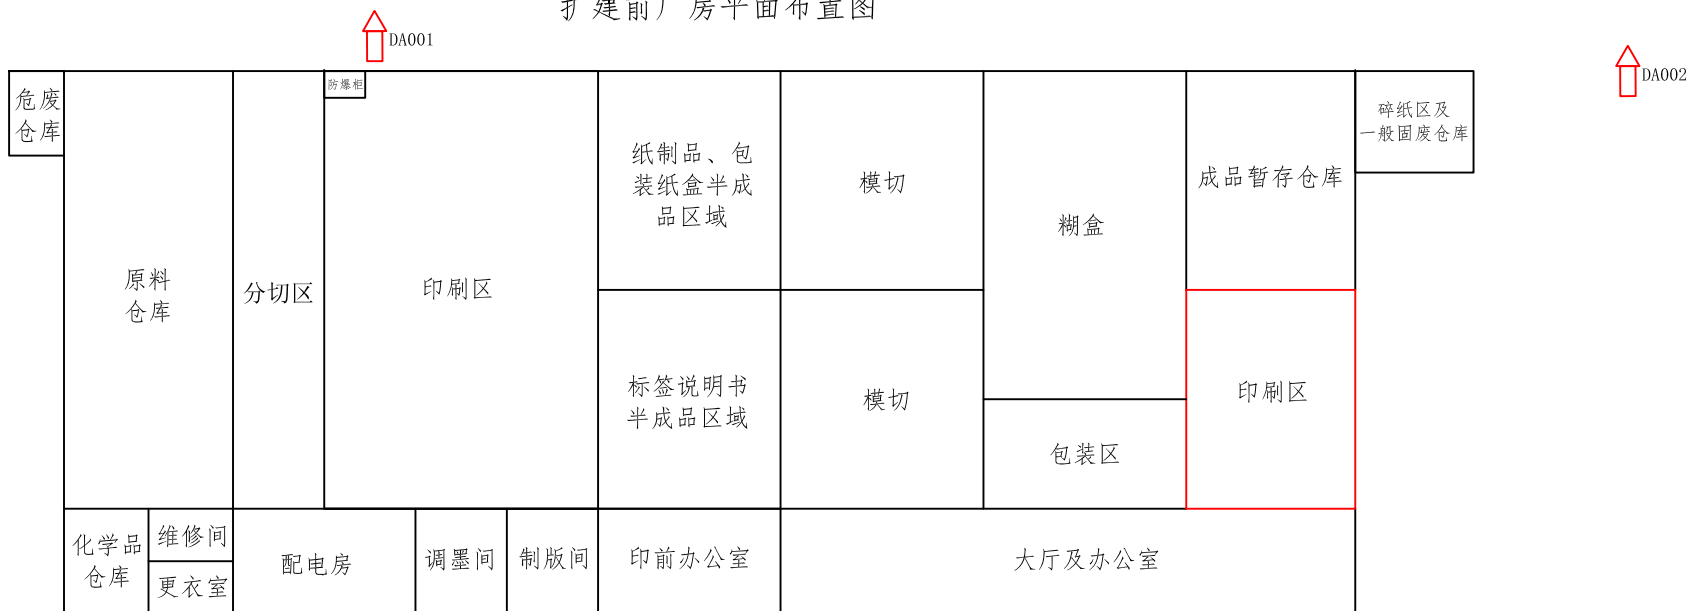 扩建前厂房平面布置图
DA001
DA002
防爆柜
危废
仓库
碎纸区及
一般固废仓库
纸制品、包
装纸盒半成
品区域
模切
成品暂存仓库
糊盒
原料
仓库
分切区
印刷区
标签说明书
半成品区域
模切
印刷区
包装区
化学品
仓库
维修间
更衣室
配电房
调墨间
制版间
印前办公室
大厅及办公室